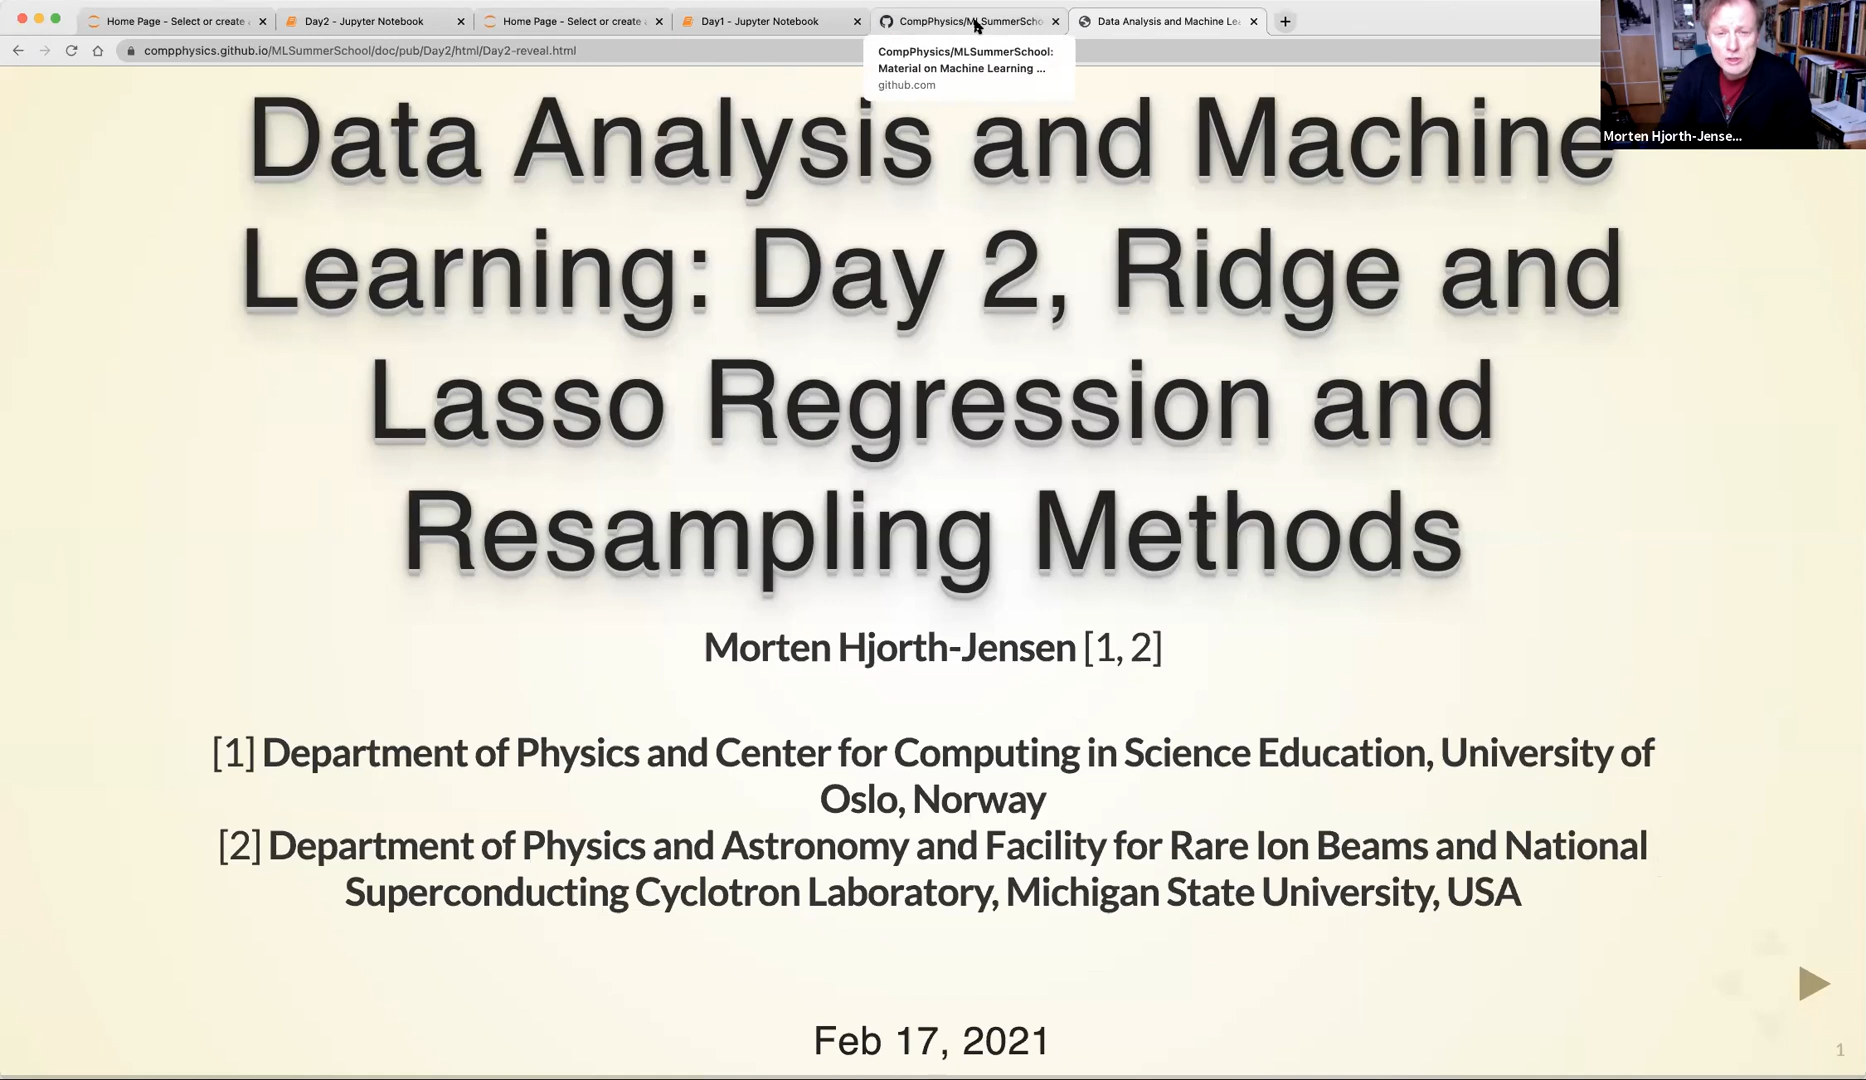 Home Page - Select or create a
Day2 - Jupyter Notebook
Home Page - Select or create a
Day1 - Jupyter Notebook
CompPhysics/MLSummerScho
Data Analysis and Machine Le
compphysics.github.io/MLSummerSchool/doc/pub/Day2/html/Day2-reveal.html
CompPhysics/MLSummerSchool:
Material on Machine Learning ...
github.com
Morten Hjorth-Jense...
Data Analysis and Machine
Learning: Day 2, Ridge and
Lasso Regression and
Resampling Methods
Morten Hjorth-Jensen [1, 2]
[1] Department of Physics and Center for Computing in Science Education, University of
Oslo, Norway
[2] Department of Physics and Astronomy and Facility for Rare Ion Beams and National
Superconducting Cyclotron Laboratory, Michigan State University, USA
Feb 17, 2021
1